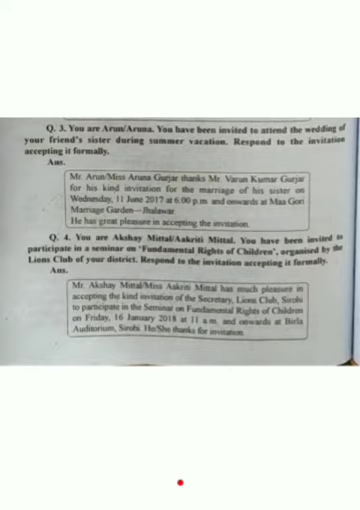 Q. 3. You are Arun/Aruna. You have been invited to attend the wedding of
your friend's sister during summer vacation. Respond to the invitation
accepting it formally.
Ans.
Mr. Arun/Miss Aruna Gurjar thanks Mr. Varun Kumar Gurjar
for his kind invitation for the marriage of his sister on
Wednesday, 11 June 2017 at 6.00 p.m. and onwards at Maa Gori
Marriage Garden—Jhalawar.
He has great pleasure in accepting the invitation.
Q. 4. You are Akshay Mittal/Aakriti Mittal. You have been invited to
participate in a seminar on 'Fundamental Rights of Children', organised by the
Lions Club of your district. Respond to the invitation accepting it formally.
Ans.
Mr. Akshay Mittal/Miss Aakriti Mittal has much pleasure in
accepting the kind invitation of the Secretary, Lions Club, Sirohi
to participate in the Seminar on Fundamental Rights of Children
on Friday, 16 January 2018 at 11 a.m. and onwards at Birla
Auditorium, Sirohi. He/She thanks for invitation.